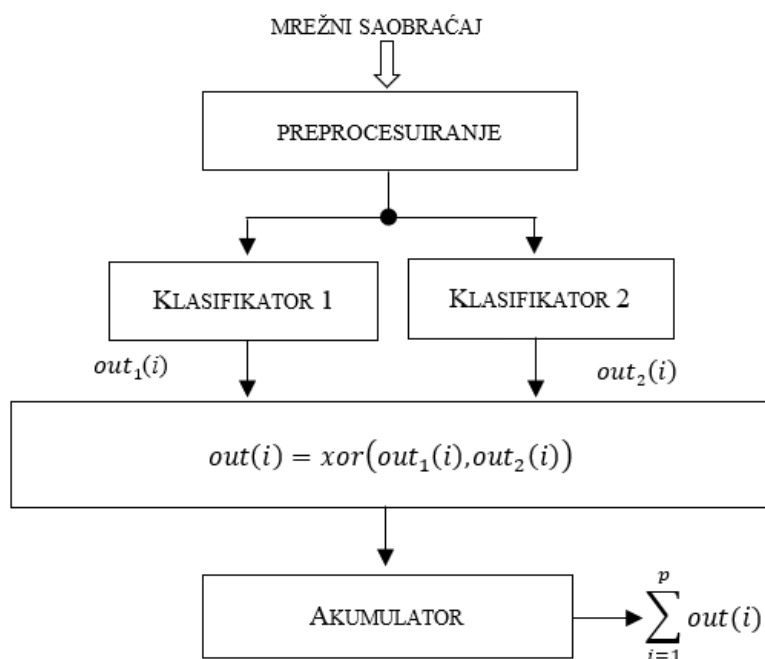 MREŽNI SAOBRAĆAJ
PREPROCESUIRANJE
KLASIFIKATOR 1
KLASIFIKATOR 2
out₁(i)
out₂(i)
out(i) = xor(out₁(i),out₂(i))
AKUMULATOR
p
∑ out(i)
i=1